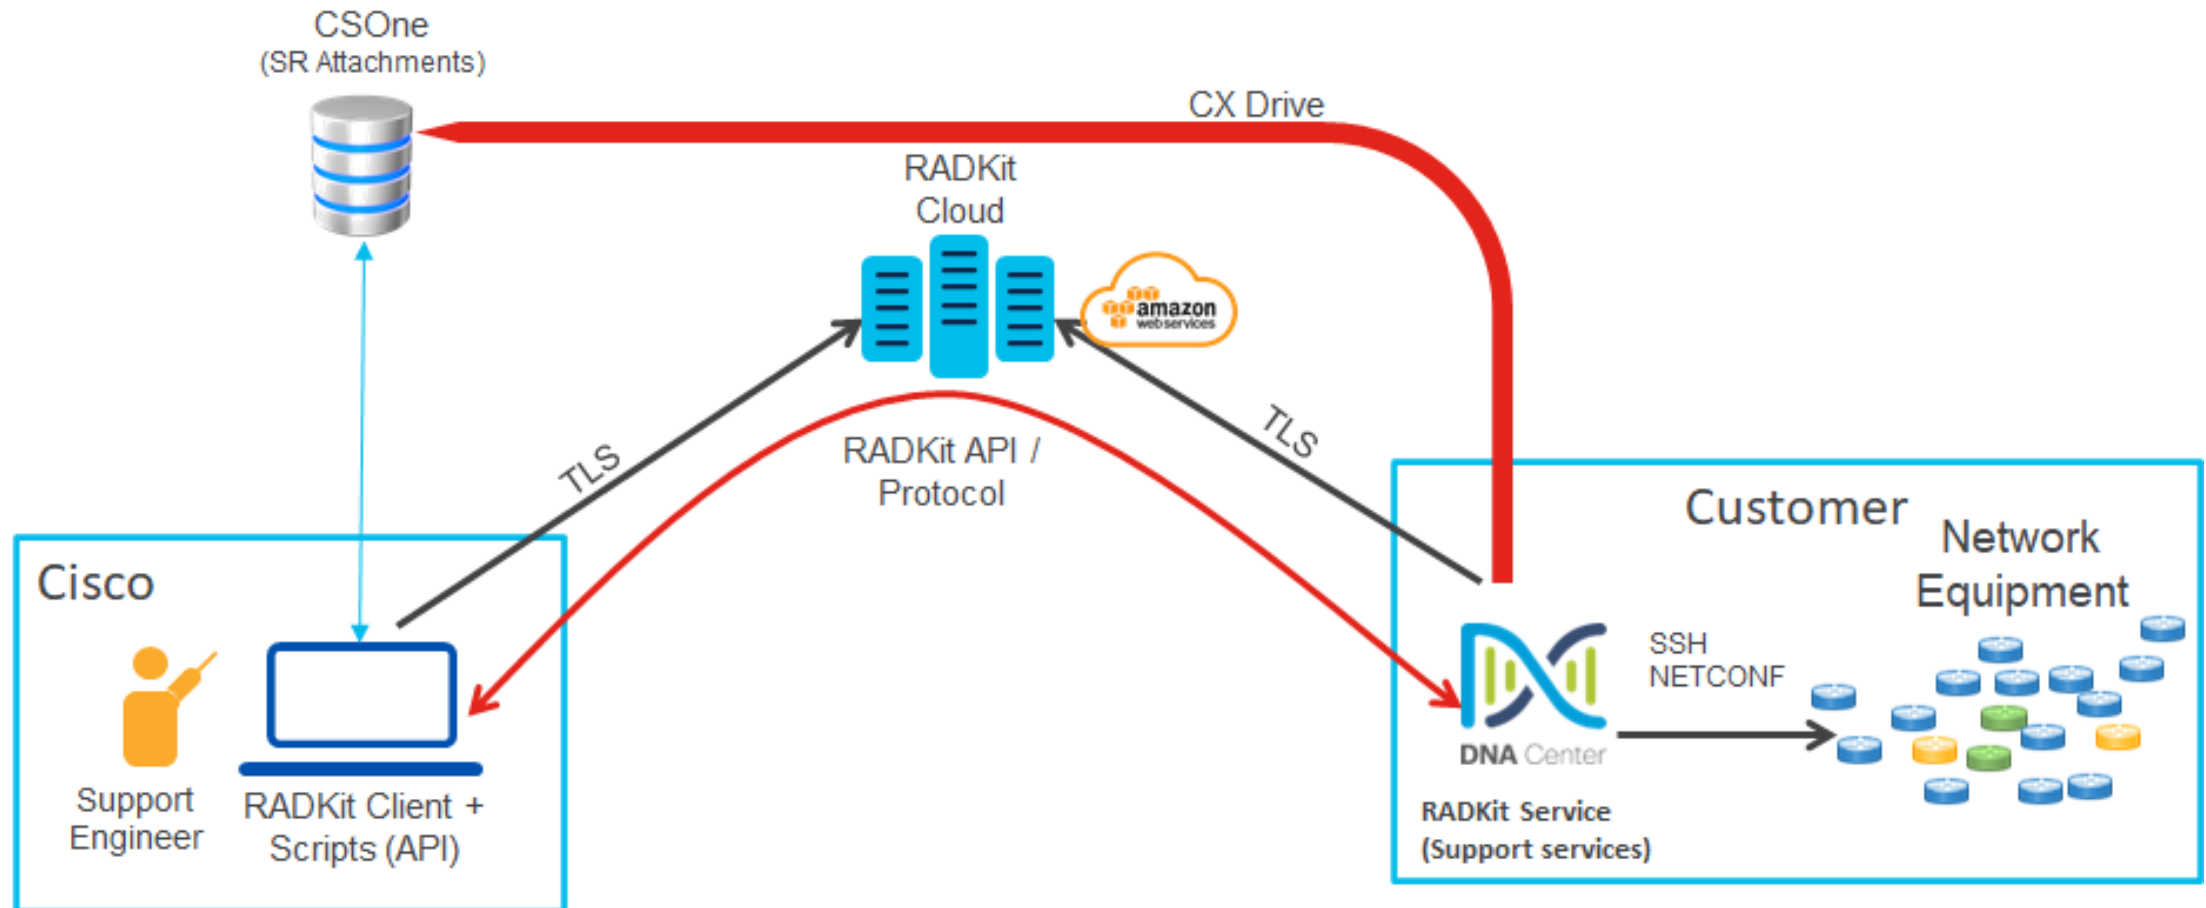 CSOne
(SR Attachments)
CX Drive
RADKit
Cloud
amazon
webservices
TLS
RADKit API /
Protocol
TLS
Customer
Network
Equipment
Cisco
SSH
NETCONF
DNA Center
Support
Engineer
RADKit Client +
Scripts (API)
RADKit Service
(Support services)